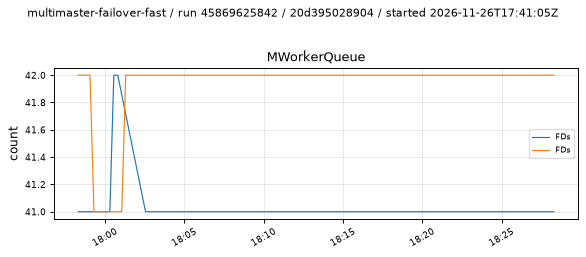 multimaster-failover-fast / run 45869625842 / 20d395028904 / started 2026-11-26T17:41:05Z
MWorkerQueue
42.0
41.8
41.6
41.4
41.2
41.0
count
FDs
FDs
18:00
18:05
18:10
18:15
18:20
18:25